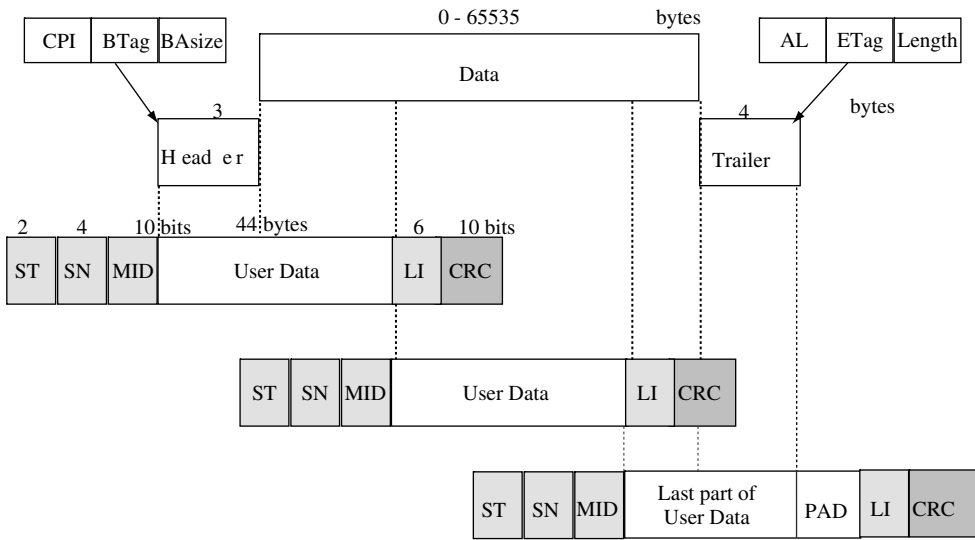 0 - 65535 bytes
CPI BTag BAsize
AL ETag Length
Data
3
4
bytes
H ead e r
Trailer
2 4 10 bits 44 bytes 6 10 bits
ST SN MID User Data LI CRC
ST SN MID User Data LI CRC
ST SN MID Last part of User Data PAD LI CRC